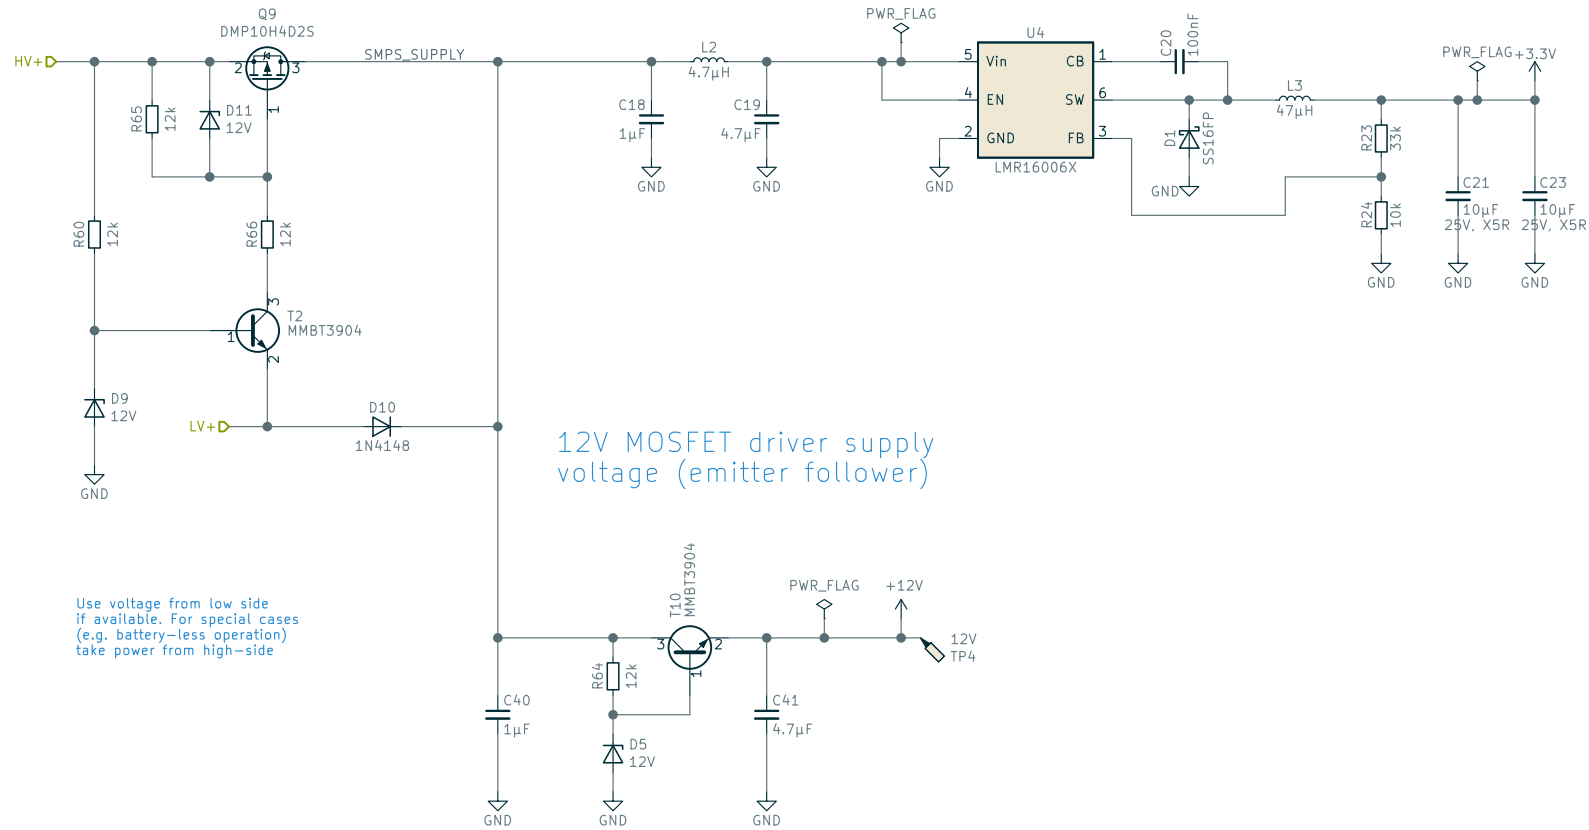 Q9
DMP10H4D2S
HV+
2
3
1
SMPS_SUPPLY
R65
12k
D11
12V
R60
12k
R66
12k
3
T2
MMBT3904
1
2
D9
12V
GND
LV+
D10
1N4148
L2
4.7µH
C18
1µF
GND
C19
4.7µF
GND
PWR_FLAG
U4
5
Vin
4
EN
2
GND
CB
1
SW
6
FB
3
LMR16006X
GND
C20
100nF
D1
SS16FP
GND
L3
47µH
R23
33k
R24
10k
GND
PWR_FLAG
+3.3V
C21
10µF
25V, X5R
GND
C23
10µF
25V, X5R
GND
12V MOSFET driver supply
voltage (emitter follower)
Use voltage from low side
if available. For special cases
(e.g. battery-less operation)
take power from high-side
T10
MMBT3904
3
2
1
R64
12k
C40
1µF
GND
D5
12V
GND
C41
4.7µF
GND
PWR_FLAG
+12V
12V
TP4